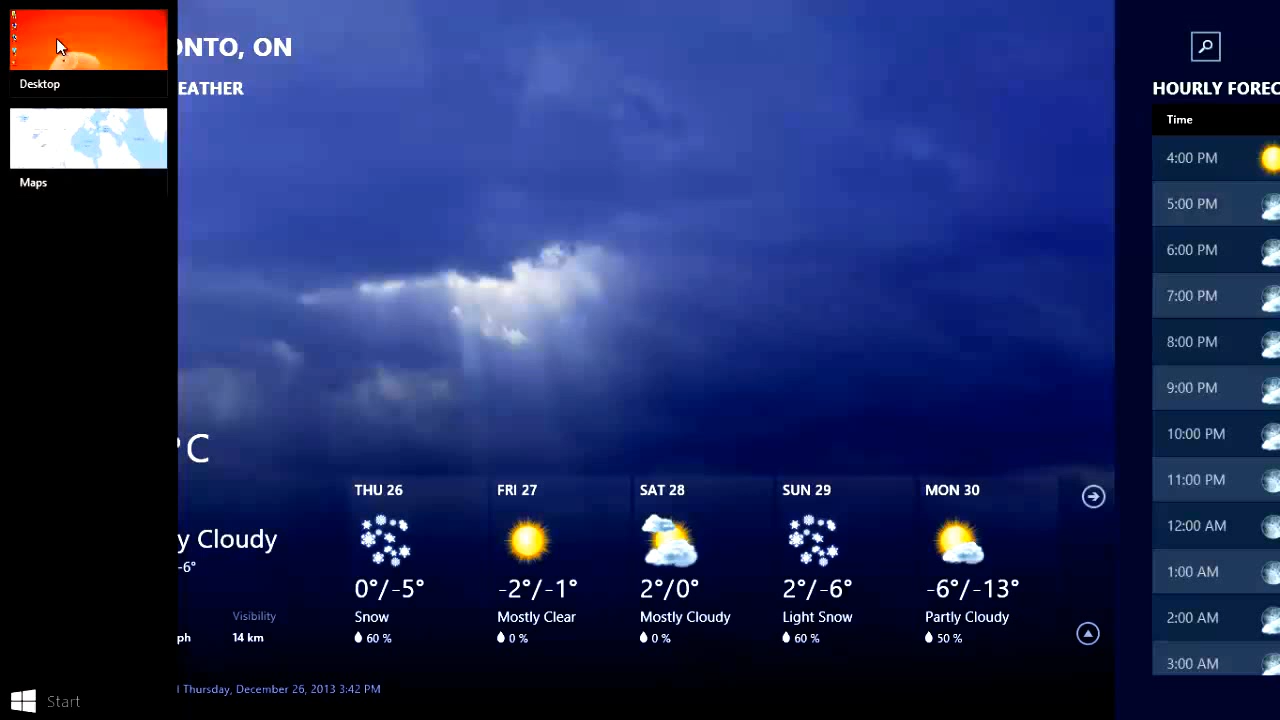 Desktop
Maps
Start
ONTO, ON
EATHER
° C
y Cloudy
-6°
Visibility
ph 14 km
THU 26
0°/-5°
Snow
60 %
FRI 27
-2°/-1°
Mostly Clear
0 %
SAT 28
2°/0°
Mostly Cloudy
0 %
SUN 29
2°/-6°
Light Snow
60 %
MON 30
-6°/-13°
Partly Cloudy
50 %
Thursday, December 26, 2013 3:42 PM
HOURLY FOREC
Time
4:00 PM
5:00 PM
6:00 PM
7:00 PM
8:00 PM
9:00 PM
10:00 PM
11:00 PM
12:00 AM
1:00 AM
2:00 AM
3:00 AM